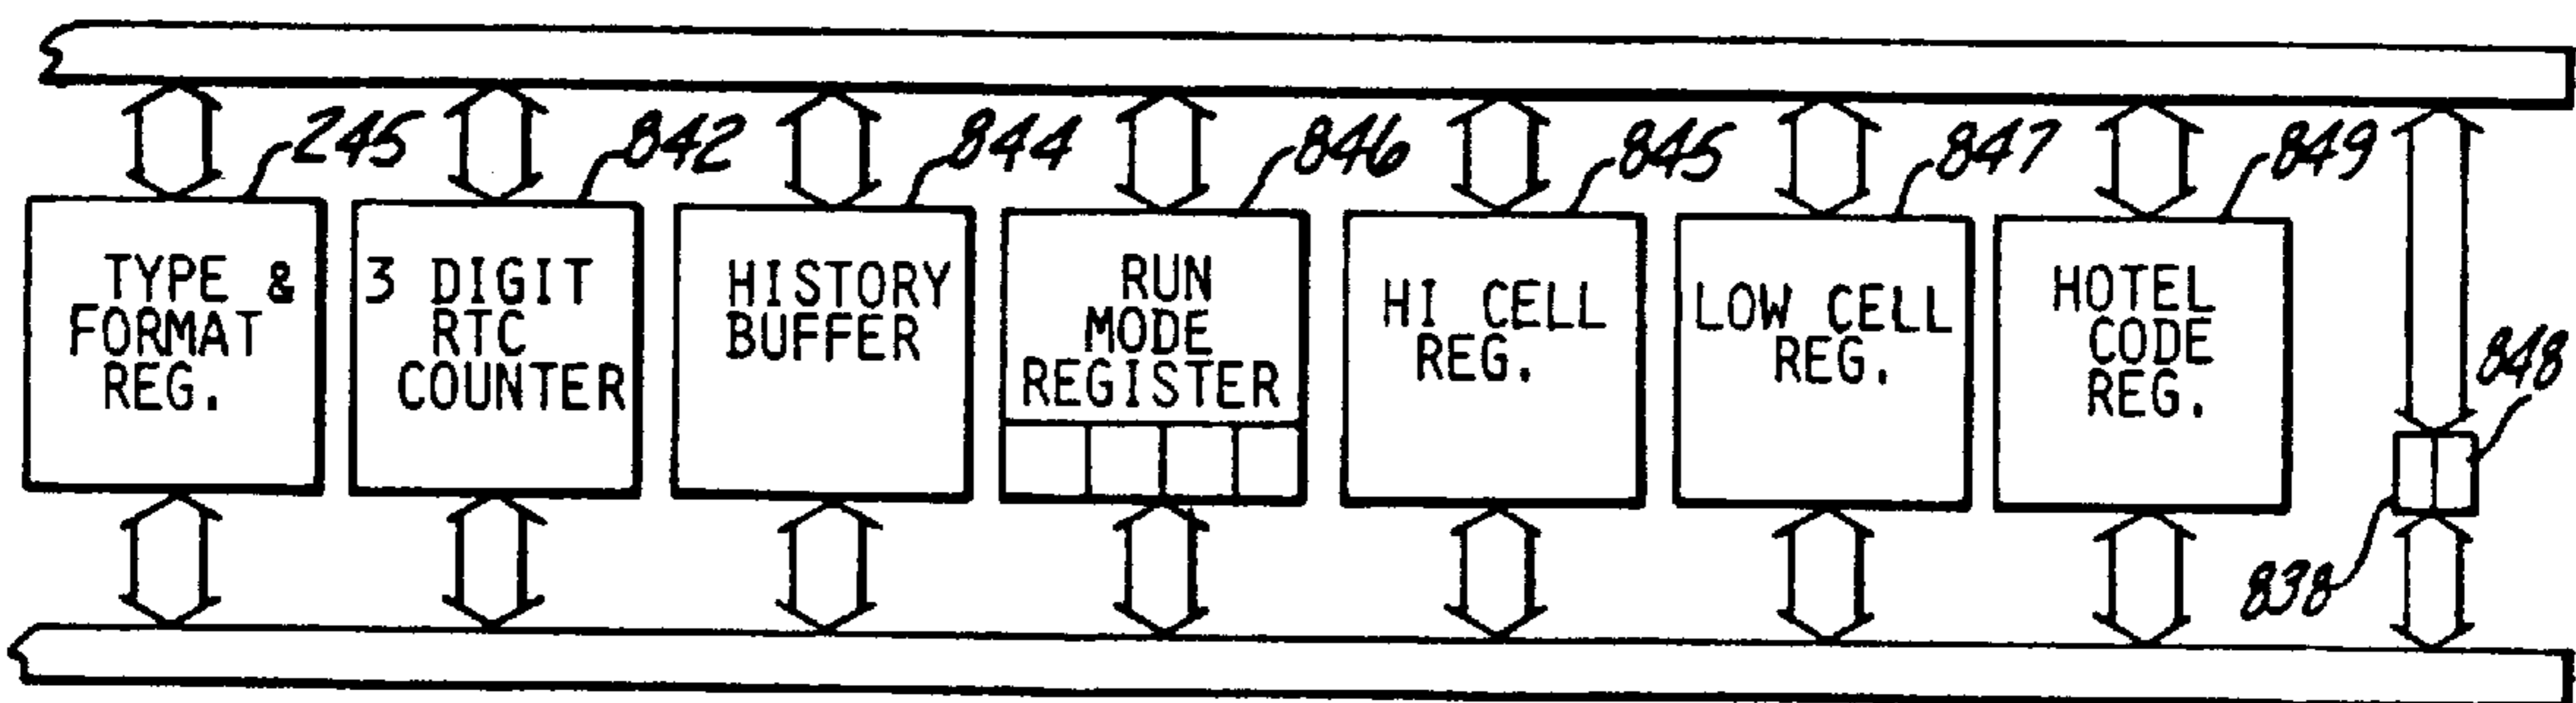 245
842
844
846
845
847
849
TYPE &
FORMAT
REG.
3 DIGIT
RTC
COUNTER
HISTORY
BUFFER
RUN
MODE
REGISTER
HI CELL
REG.
LOW CELL
REG.
HOTEL
CODE
REG.
848
838